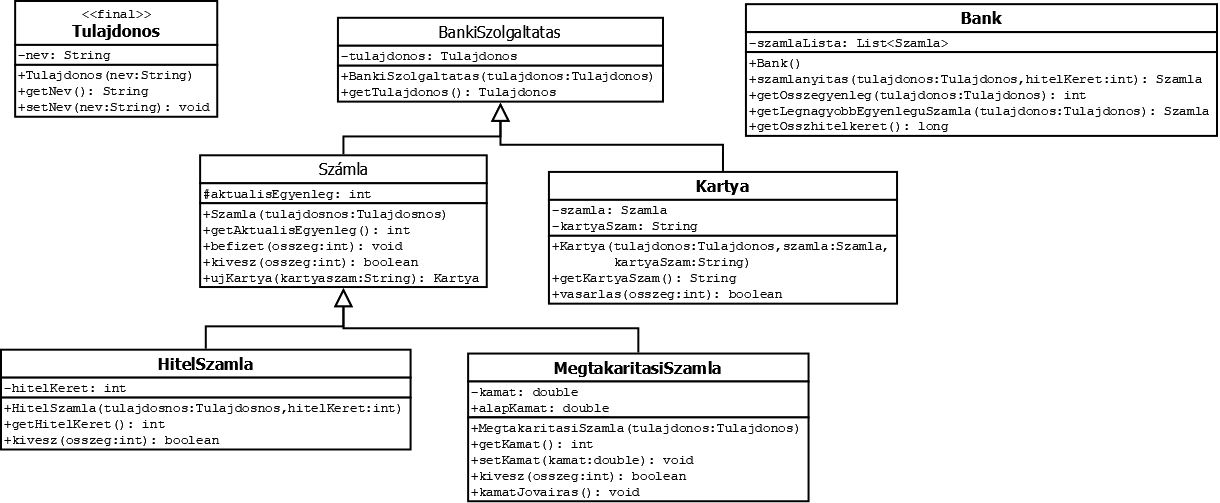 <<final>>
Tulajdonos
-nev: String
+Tulajdonos(nev:String)
+getNev(): String
+setNev(nev:String): void
BankiSzolgaltatas
-tulajdonos: Tulajdonos
+BankiSzolgaltatas(tulajdonos:Tulajdonos)
+getTulajdonos(): Tulajdonos
Bank
-szamlaLista: List<Szamla>
+Bank()
+szamlanyitas(tulajdonos:Tulajdonos,hitelKeret:int): Szamla
+getOsszegyenleg(tulajdonos:Tulajdonos): int
+getLegnagyobbEgyenleguSzamla(tulajdonos:Tulajdonos): Szamla
+getOsszhitelkeret(): long
Számla
#aktualisEgyenleg: int
+Szamla(tulajdosnos:Tulajdosnos)
+getAktualisEgyenleg(): int
+befizet(osszeg:int): void
+kivesz(osszeg:int): boolean
+ujKartya(kartyaszam:String): Kartya
Kartya
-szamla: Szamla
-kartyaSzam: String
+Kartya(tulajdonos:Tulajdonos,szamla:Szamla,
kartyaSzam:String)
+getKartyaSzam(): String
+vasarlas(osszeg:int): boolean
HitelSzamla
-hitelKeret: int
+HitelSzamla(tulajdosnos:Tulajdosnos,hitelKeret:int)
+getHitelKeret(): int
+kivesz(osszeg:int): boolean
MegtakaritasiSzamla
-kamat: double
+alapKamat: double
+MegtakaritasiSzamla(tulajdonos:Tulajdonos)
+getKamat(): int
+setKamat(kamat:double): void
+kivesz(osszeg:int): boolean
+kamatJovairas(): void